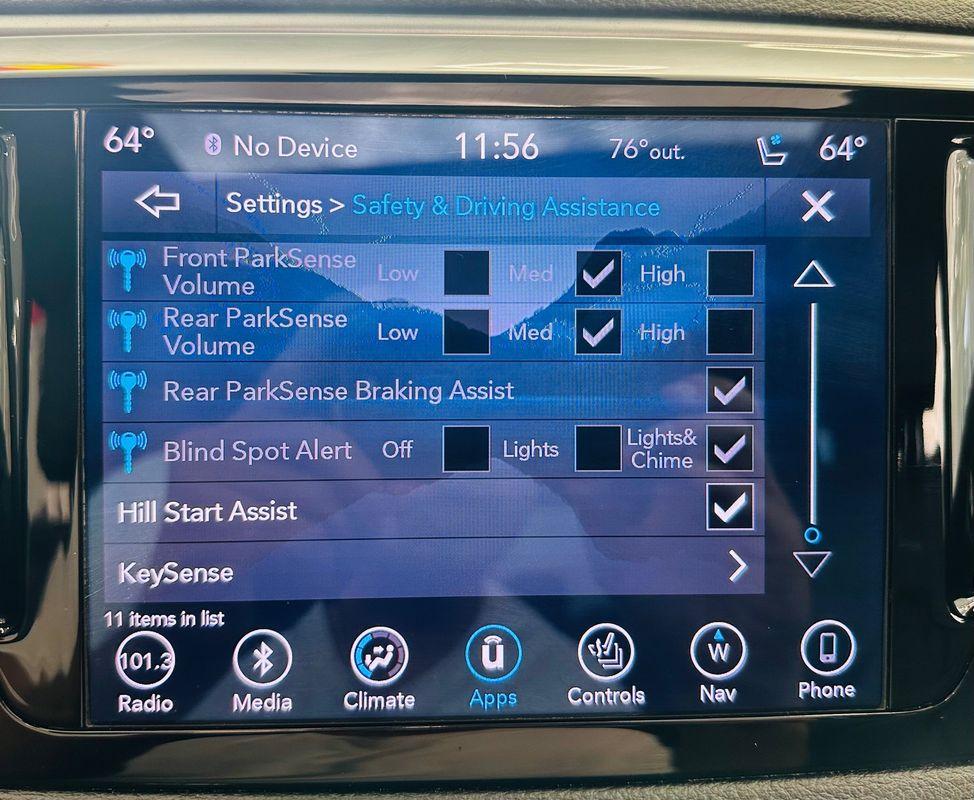 64° No Device 11:56 76°out. 64°
Settings > Safety & Driving Assistance
Front ParkSense
Volume
Low Med High
Rear ParkSense
Volume
Low Med High
Rear ParkSense Braking Assist
Blind Spot Alert Off Lights Lights&
Chime
Hill Start Assist
KeySense
11 items in list
101.3 u W
Radio Media Climate Apps Controls Nav Phone